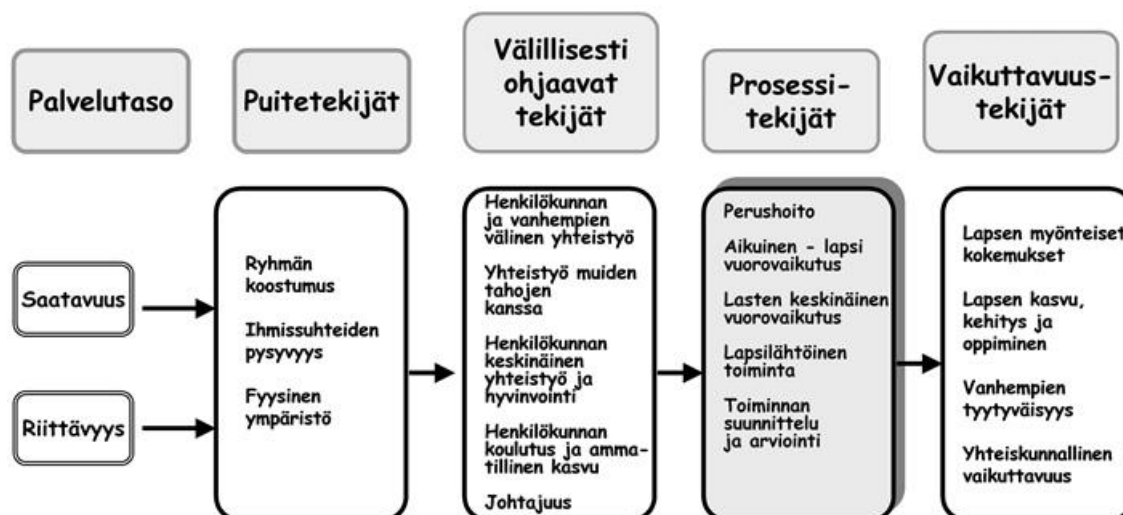 Palvelutaso
Puitetekijät
Välillisesti
ohjaavat
tekijät
Prosessi-
tekijät
Vaikuttavuus-
tekijät
Saatavuus
Riittävyys
Ryhmän
koostumus
Ihmissuhteiden
pysyvyys
Fyysinen
ympäristö
Henkilökunnan
ja vanhempien
välinen yhteistyö
Yhteistyö muiden
tahojen
kanssa
Henkilökunnan
keskinäinen
yhteistyö ja
hyvinvointi
Henkilökunnan
koulutus ja amma-
tillinen kasvu
Johtajuus
Perushoito
Aikuinen - lapsi
vuorovaikutus
Lasten keskinäinen
vuorovaikutus
Lapsilähtöinen
toiminta
Toiminnan
suunnittelu
ja arviointi
Lapsen myönteiset
kokemukset
Lapsen kasvu,
kehitys ja
oppiminen
Vanhempien
tyytyväisyys
Yhteiskunnallinen
vaikuttavuus